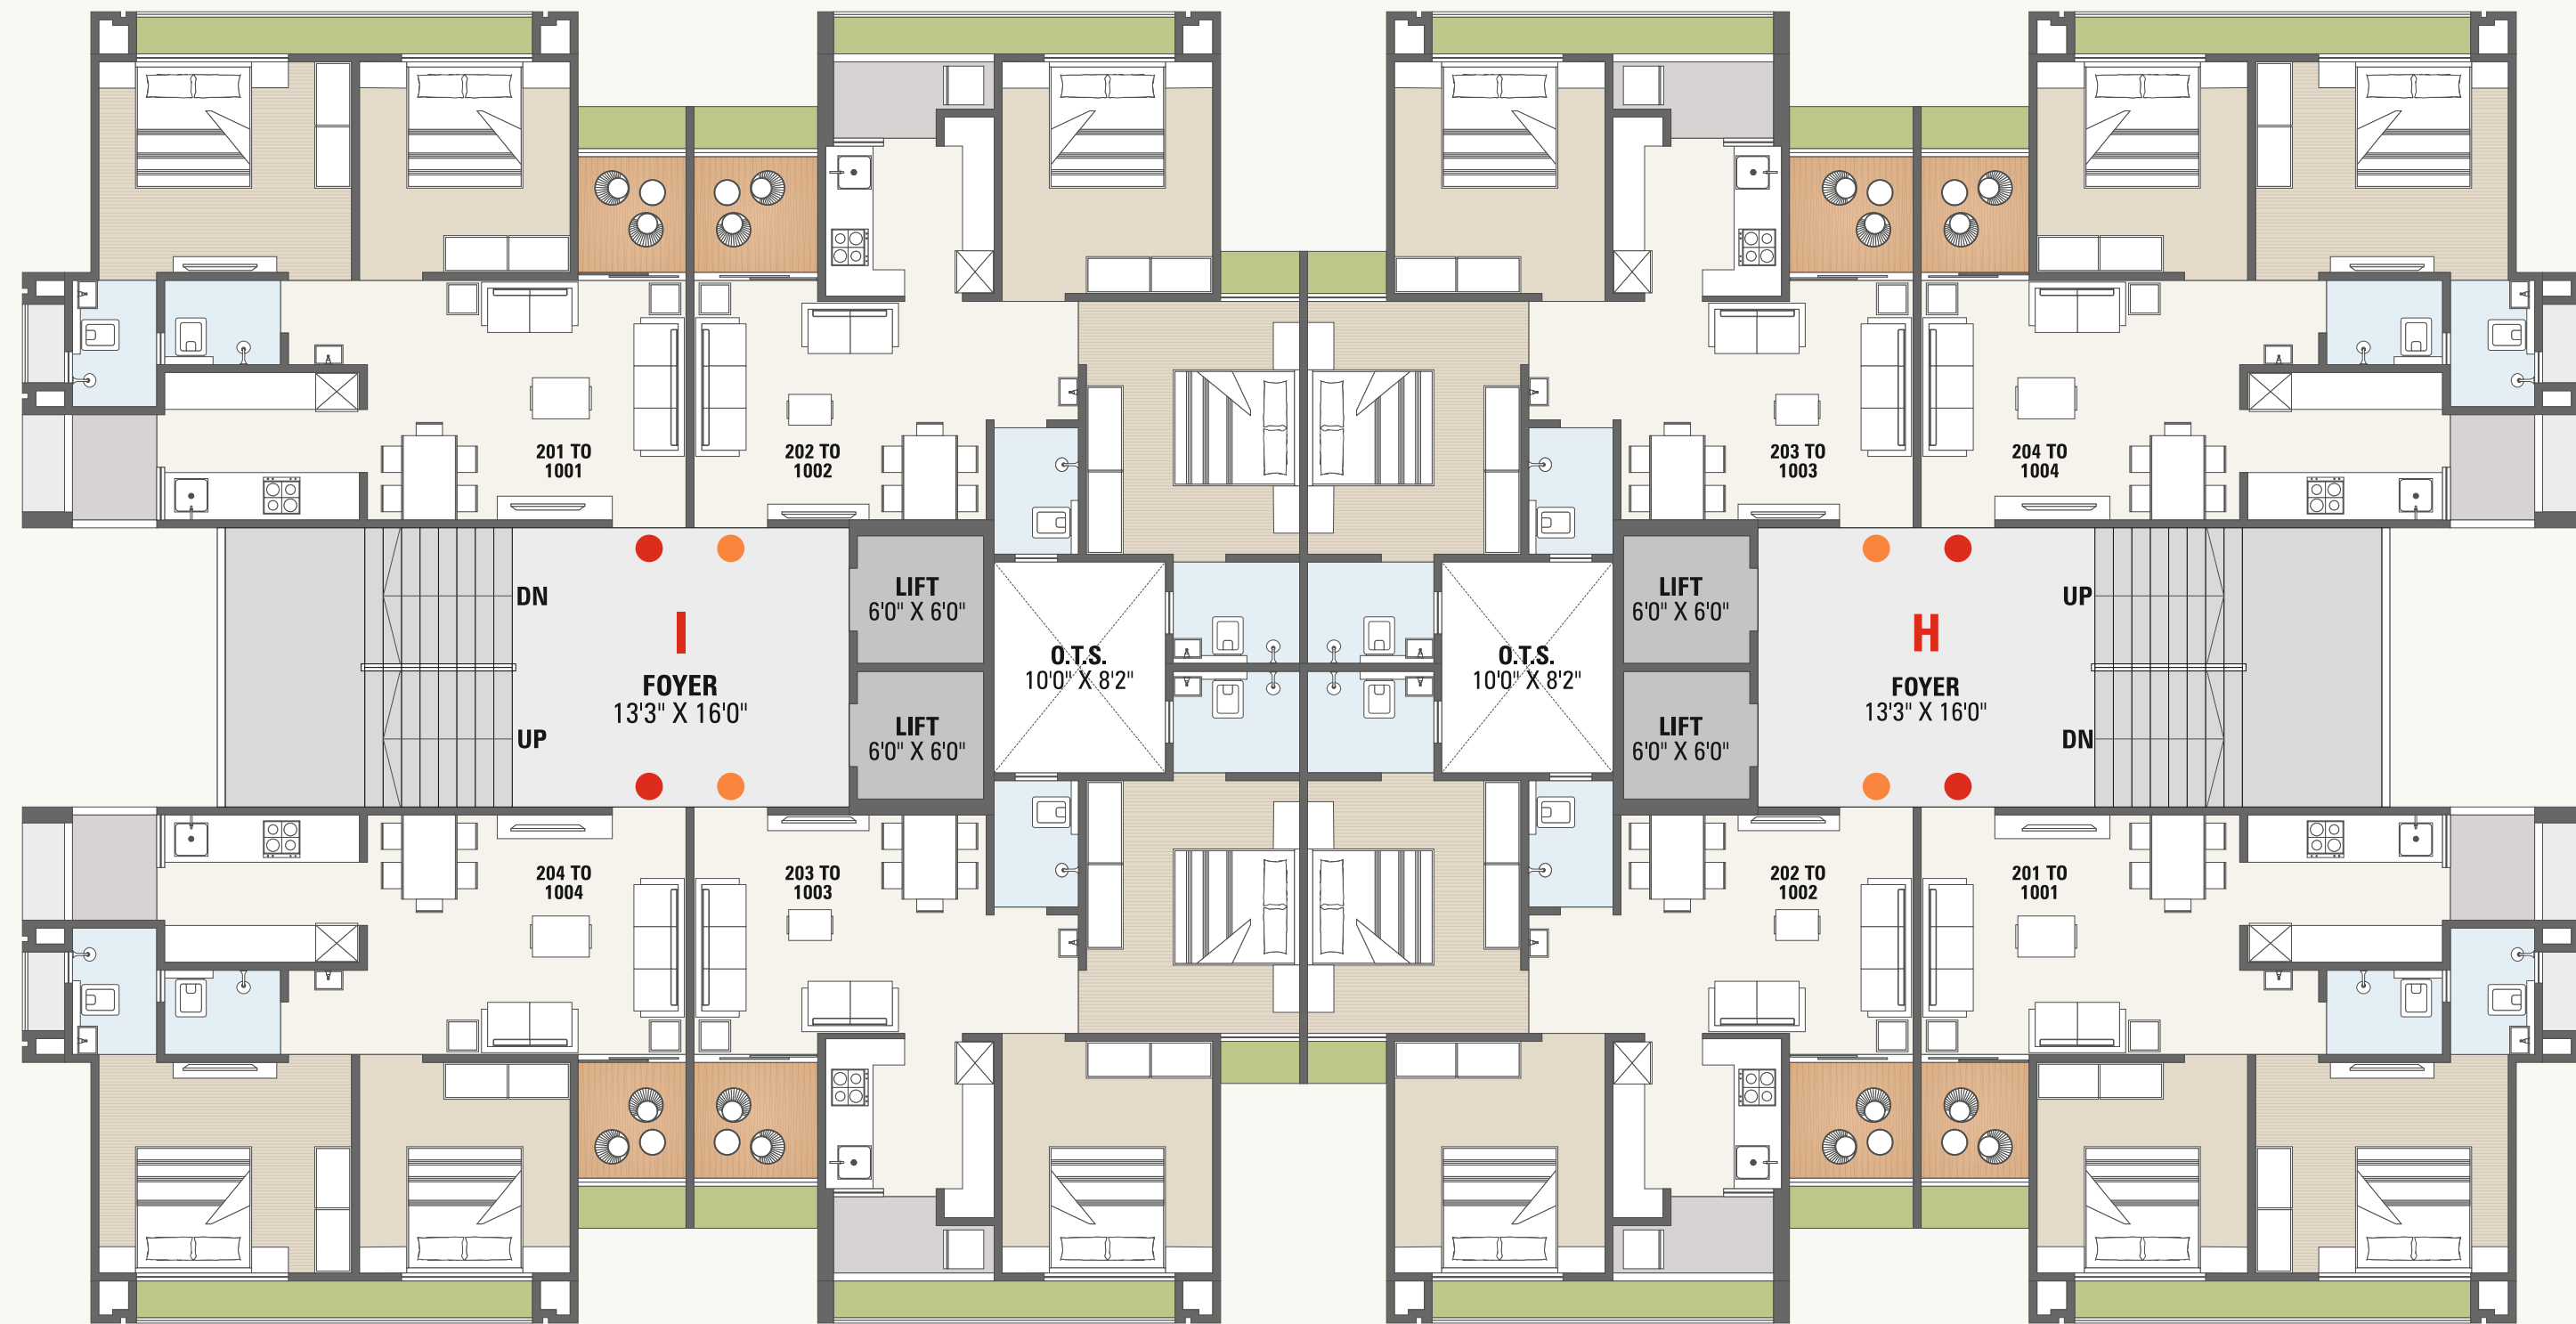 201 TO
1001
202 TO
1002
203 TO
1003
204 TO
1004
DN
UP
I
FOYER
13'3" X 16'0"
LIFT
6'0" X 6'0"
LIFT
6'0" X 6'0"
O.T.S.
10'0" X 8'2"
O.T.S.
10'0" X 8'2"
LIFT
6'0" X 6'0"
LIFT
6'0" X 6'0"
H
FOYER
13'3" X 16'0"
UP
DN
204 TO
1004
203 TO
1003
202 TO
1002
201 TO
1001